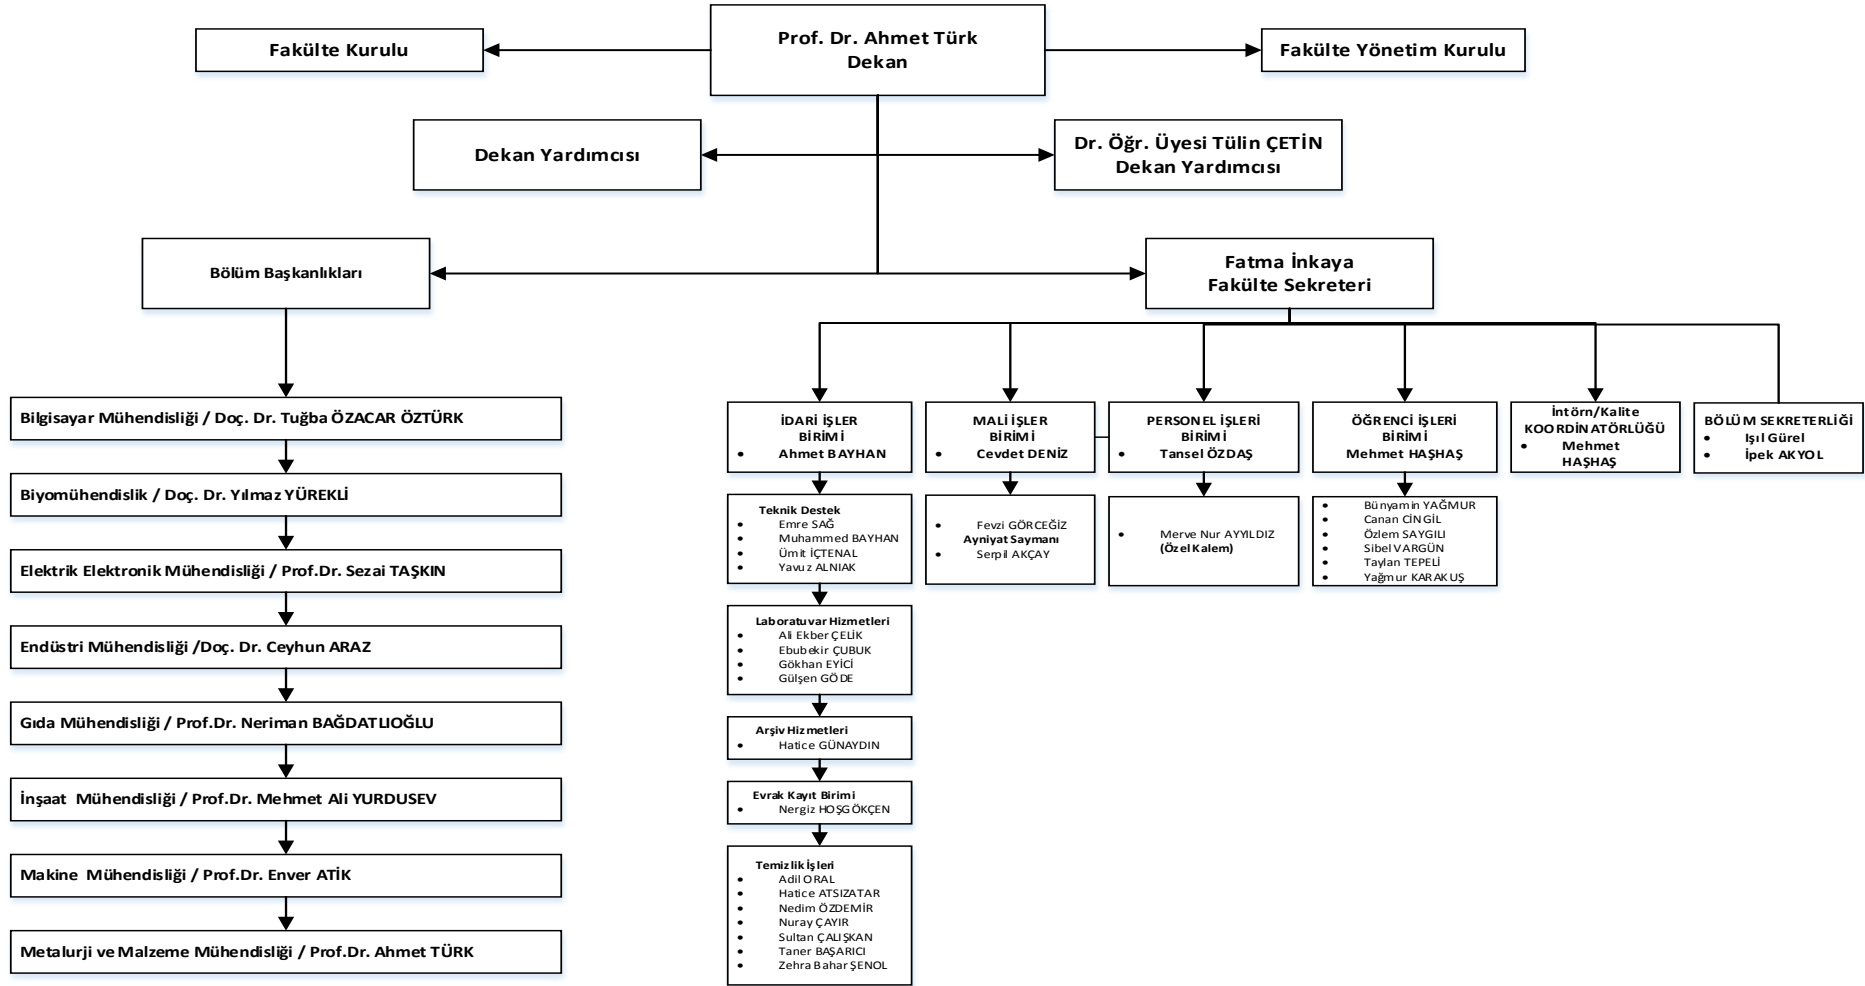 Prof. Dr. Ahmet Türk
Dekan
Fakülte Kurulu
Fakülte Yönetim Kurulu
Dekan Yardımcısı
Dr. Öğr. Üyesi Tülin ÇETİN
Dekan Yardımcısı
Bölüm Başkanlıkları
Fatma İnkaya
Fakülte Sekreteri
Bilgisayar Mühendisliği / Doç. Dr. Tuğba ÖZACAR ÖZTÜRK
Biyomühendislik / Doç. Dr. Yılmaz YÜREKLİ
Elektrik Elektronik Mühendisliği / Prof.Dr. Sezai TAŞKIN
Endüstri Mühendisliği /Doç. Dr. Ceyhun ARAZ
Gıda Mühendisliği / Prof.Dr. Neriman BAĞDATLIOĞLU
İnşaat Mühendisliği / Prof.Dr. Mehmet Ali YURDUSEV
Makine Mühendisliği / Prof.Dr. Enver ATİK
Metalurji ve Malzeme Mühendisliği / Prof.Dr. Ahmet TÜRK
İDARİ İŞLER
BİRİMİ
• Ahmet BAYHAN
Teknik Destek
• Emre SAĞ
• Muhammed BAYHAN
• Ümit İÇTENAL
• Yavuz ALNIAK
Laboratuvar Hizmetleri
• Ali Ekber ÇELİK
• Ebubekir ÇUBUK
• Gökhan EYİCİ
• Gülşen GÖDE
Arşiv Hizmetleri
• Hatice GÜNAYDIN
Evrak Kayıt Birimi
• Nergiz HOŞGÖKÇEN
Temizlik İşleri
• Adil ORAL
• Hatice ATSIZATAR
• Nedim ÖZDEMİR
• Nuray ÇAYIR
• Sultan ÇALIŞKAN
• Taner BAŞARICI
• Zehra Bahar ŞENOL
MALİ İŞLER
BİRİMİ
• Cevdet DENİZ
• Fevzi GÖRCEĞİZ
Ayniyat Saymanı
• Serpil AKÇAY
PERSONEL İŞLERİ
BİRİMİ
• Tansel ÖZDAŞ
• Merve Nur AYYILDIZ
(Özel Kalem)
ÖĞRENCİ İŞLERİ
BİRİMİ
Mehmet HAŞHAŞ
• Bünyamin YAĞMUR
• Canan CİNGİL
• Özlem SAYGILI
• Sibel VARGÜN
• Taylan TEPELİ
• Yağmur KARAKUŞ
İntörn/Kalite
KOORDİNATÖRLÜĞÜ
• Mehmet
HAŞHAŞ
BÖLÜM SEKRETERLİĞİ
• Işıl Gürel
• İpek AKYOL